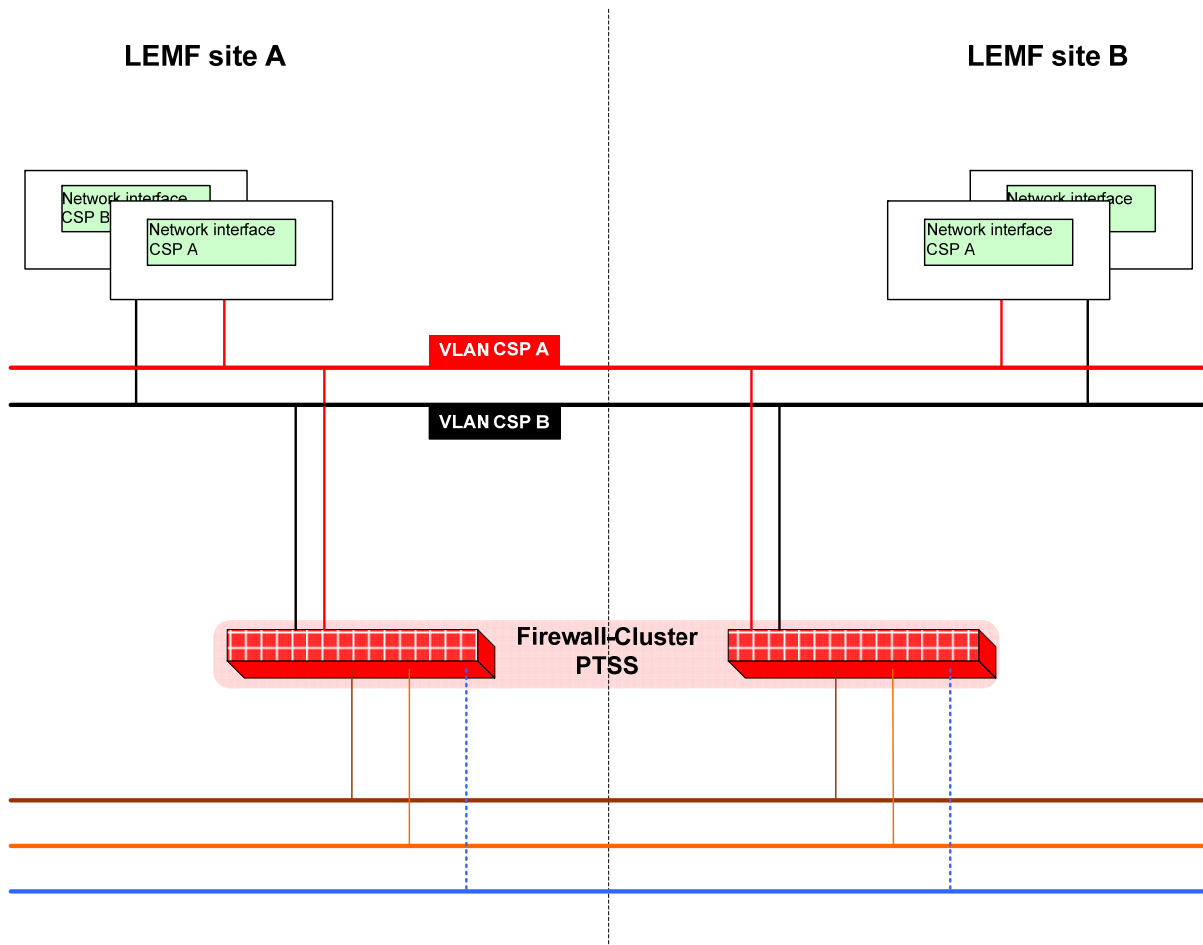 LEMF site A
LEMF site B
Network interface
CSP B
Network interface
CSP A
Network interface
Network interface
CSP A
VLAN CSP A
VLAN CSP B
Firewall-Cluster
PTSS